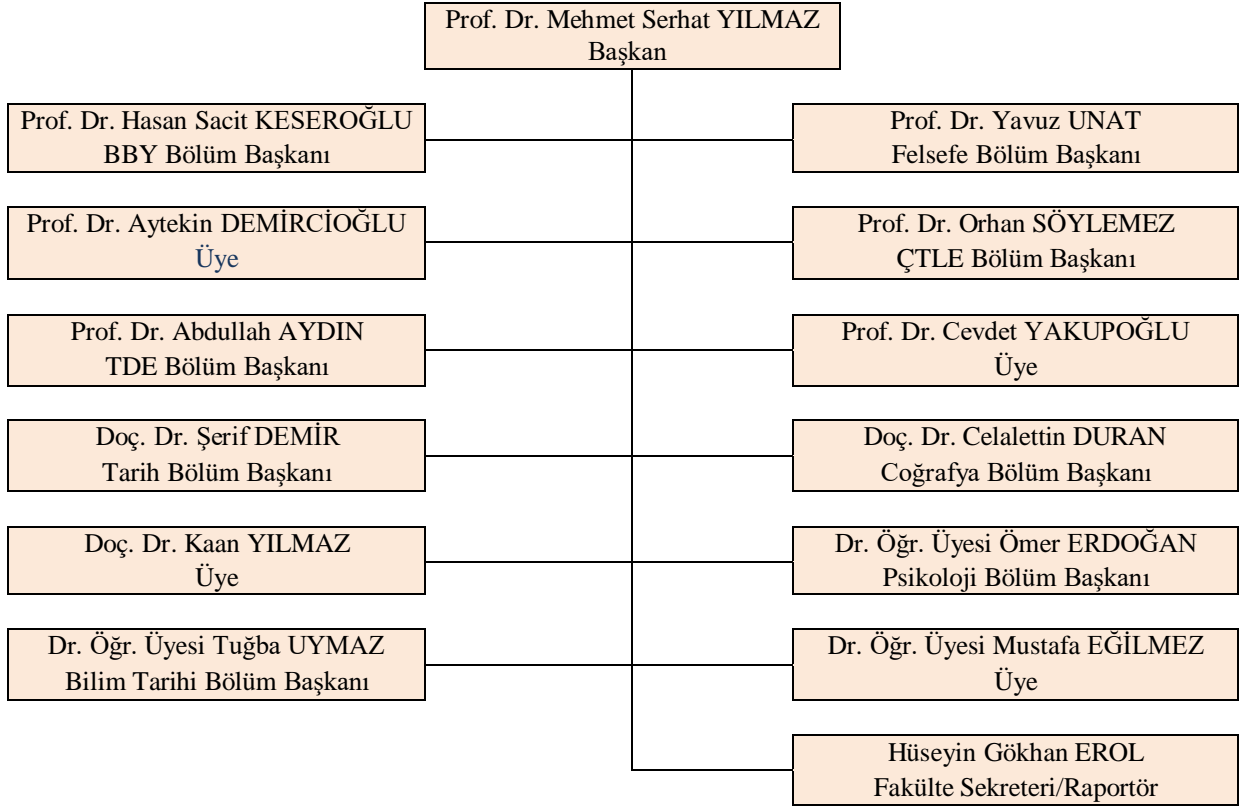 Prof. Dr. Mehmet Serhat YILMAZ
Başkan
Prof. Dr. Hasan Sacit KESEROĞLU
BBY Bölüm Başkanı
Prof. Dr. Yavuz UNAT
Felsefe Bölüm Başkanı
Prof. Dr. Aytekin DEMİRCİOĞLU
Üye
Prof. Dr. Orhan SÖYLEMEZ
ÇTLE Bölüm Başkanı
Prof. Dr. Abdullah AYDIN
TDE Bölüm Başkanı
Prof. Dr. Cevdet YAKUPOĞLU
Üye
Doç. Dr. Şerif DEMİR
Tarih Bölüm Başkanı
Doç. Dr. Celalettin DURAN
Coğrafya Bölüm Başkanı
Doç. Dr. Kaan YILMAZ
Üye
Dr. Öğr. Üyesi Ömer ERDOĞAN
Psikoloji Bölüm Başkanı
Dr. Öğr. Üyesi Tuğba UYMAZ
Bilim Tarihi Bölüm Başkanı
Dr. Öğr. Üyesi Mustafa EĞİLMEZ
Üye
Hüseyin Gökhan EROL
Fakülte Sekreteri/Raportör